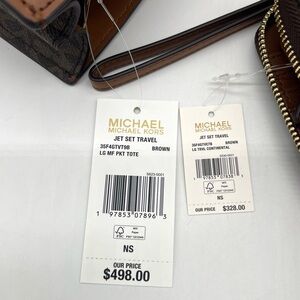 MICHAEL
MICHAEL KORS
JET SET TRAVEL
35F4GTVT9B BROWN
LG MF PKT TOTE
1 97853 07896 3
NS
FSC
OUR PRICE
$498.00
MICHAEL
MICHAEL KORS
JET SET TRAVEL
BROWN
LG TRVL CONTINENTAL
NS
OUR PRICE $328.00